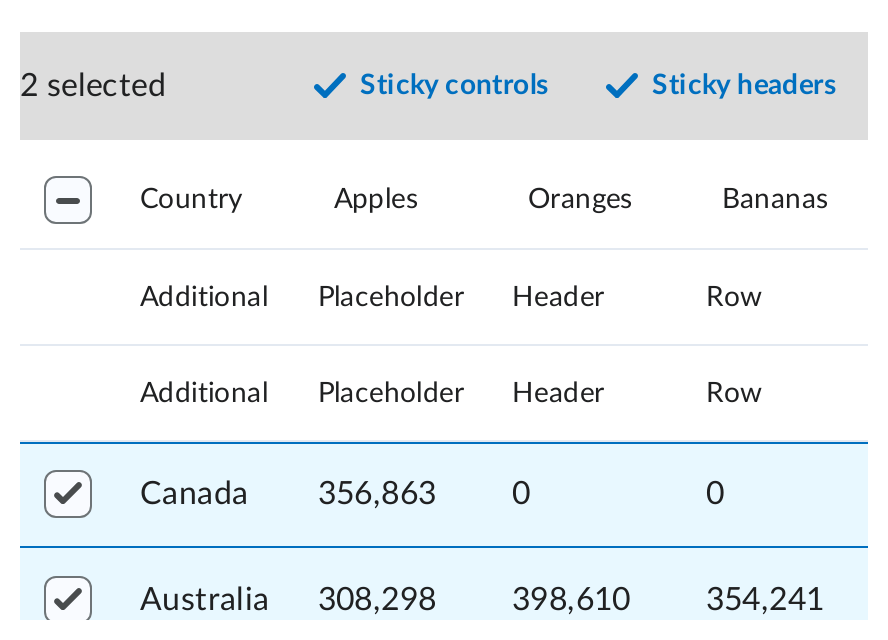 2 selected Sticky controls Sticky headers
Country Apples Oranges Bananas
Additional Placeholder Header Row
Additional Placeholder Header Row
Canada 356,863 0 0
Australia 308,298 398,610 354,241